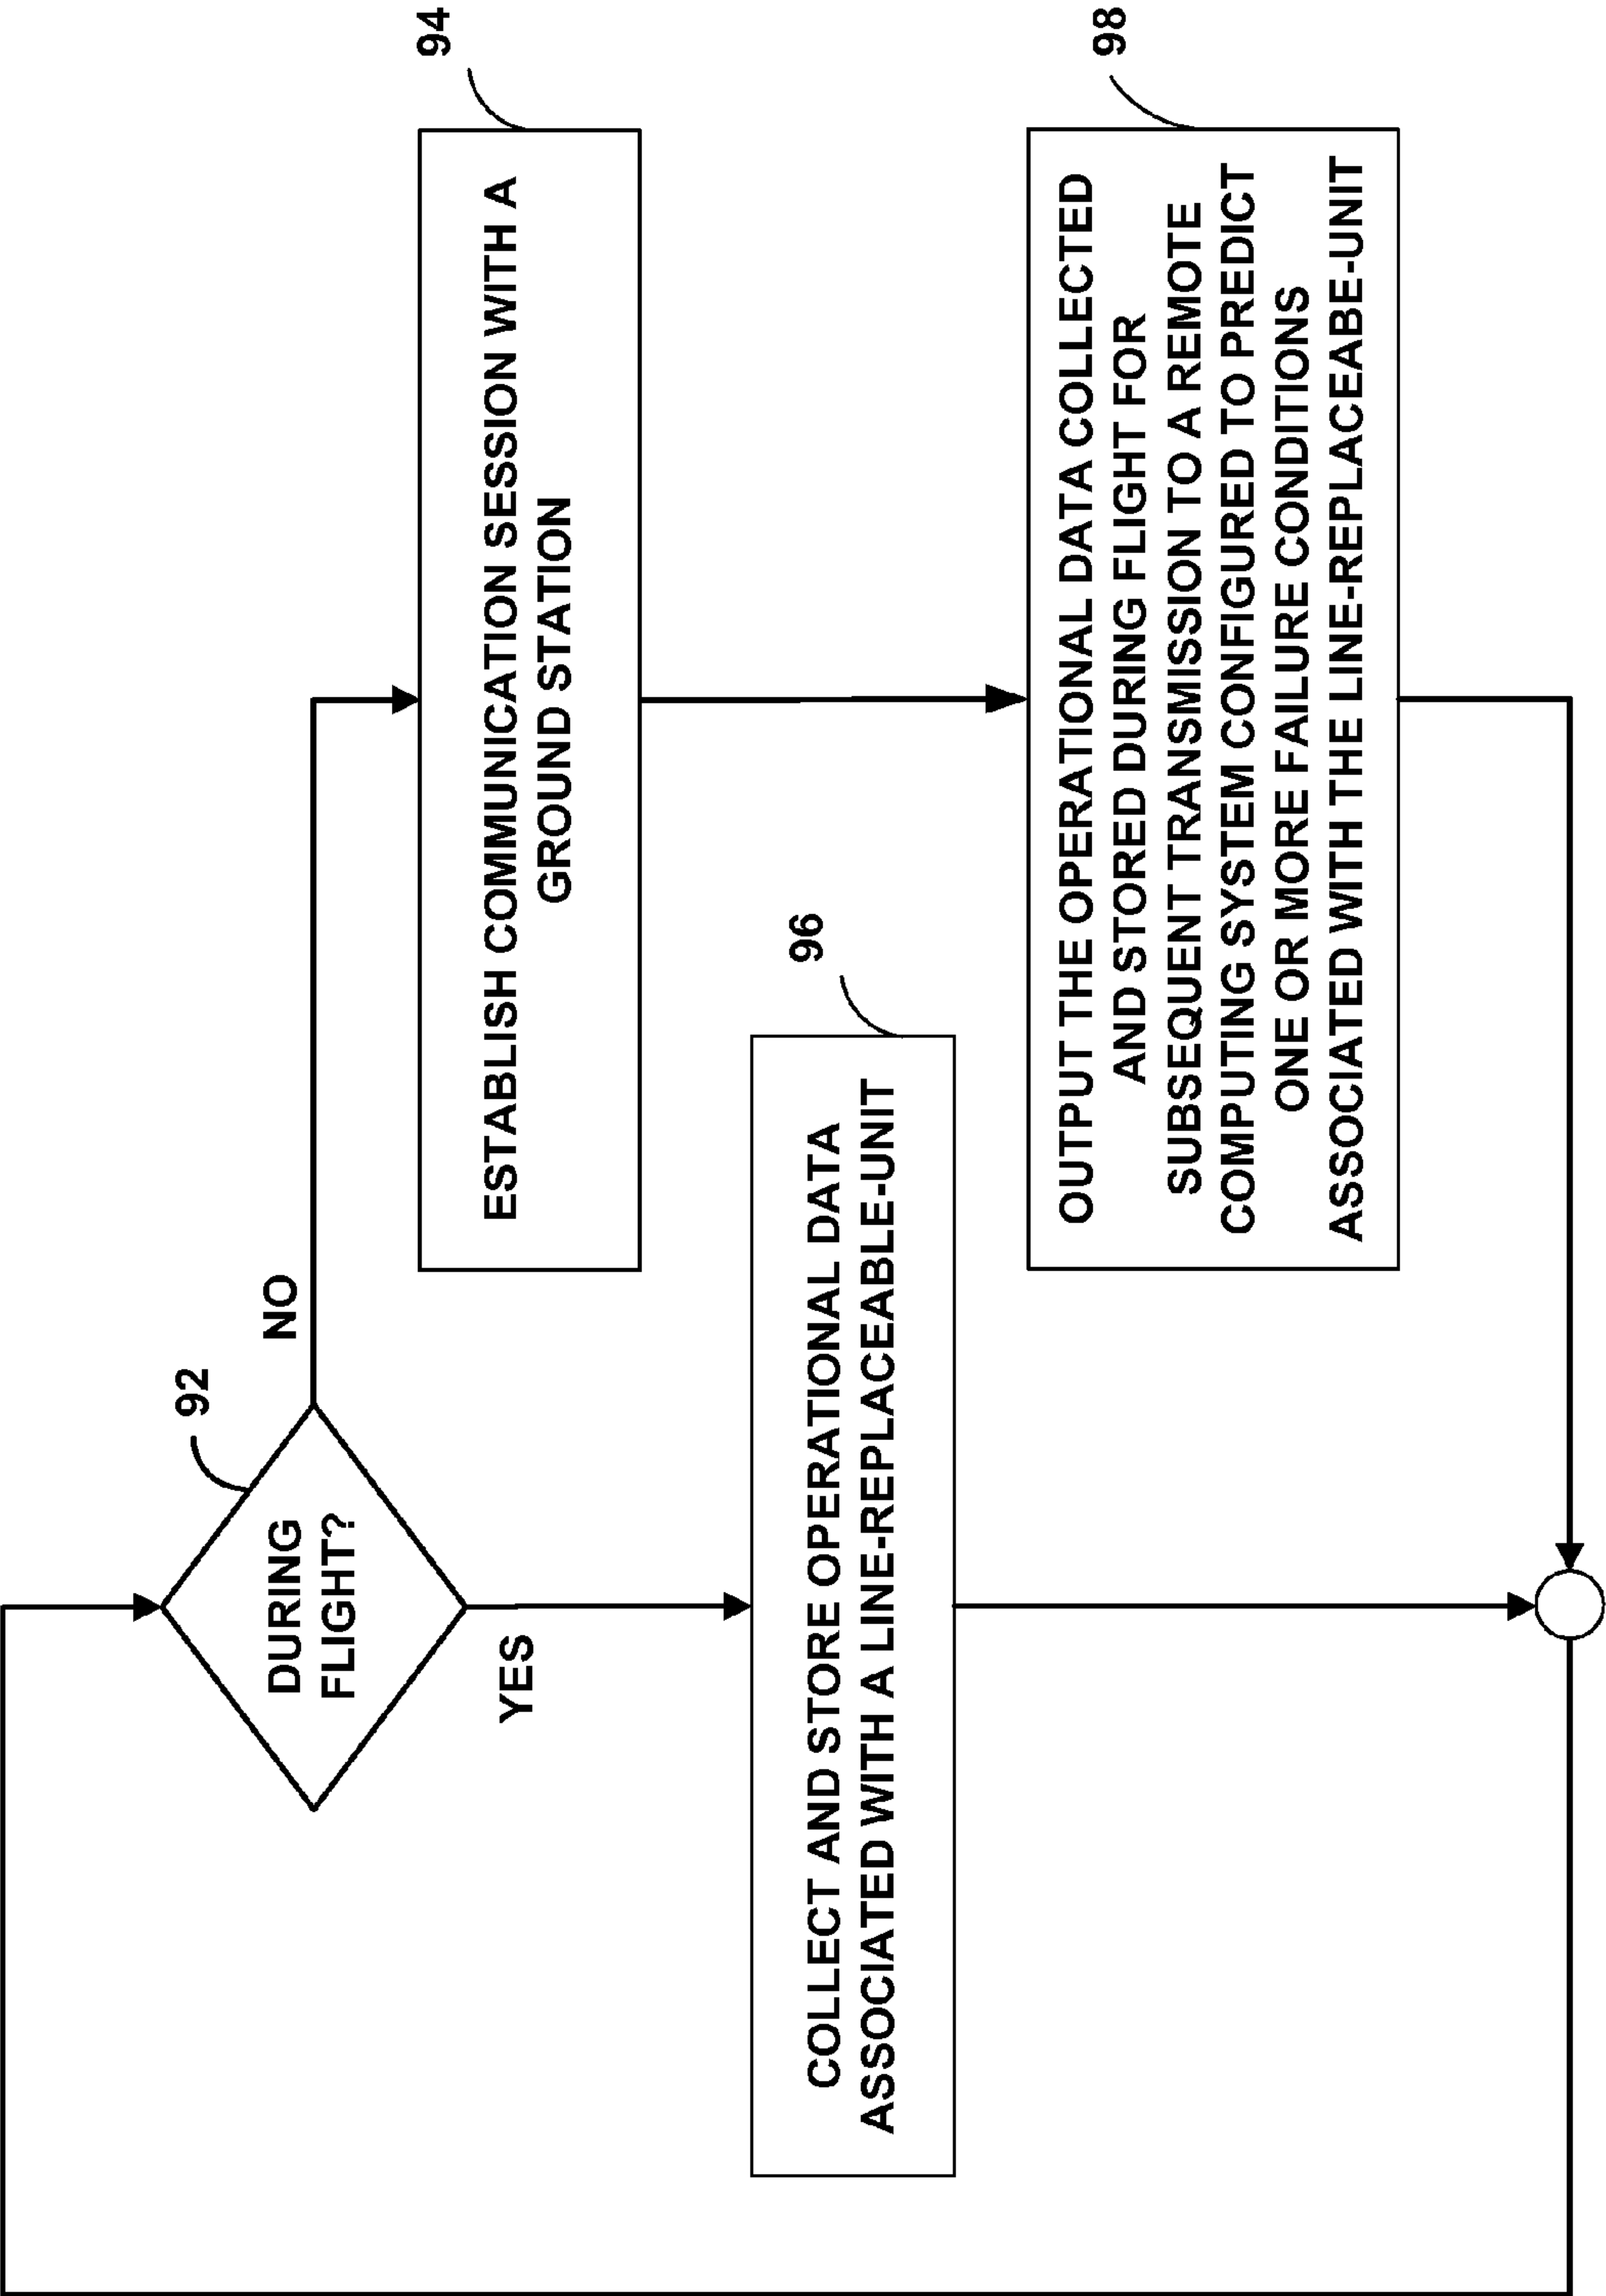 92
DURING
FLIGHT?
NO
YES
94
ESTABLISH COMMUNICATION SESSION WITH A
GROUND STATION
96
COLLECT AND STORE OPERATIONAL DATA
ASSOCIATED WITH A LINE-REPLACEABLE-UNIT
98
OUTPUT THE OPERATIONAL DATA COLLECTED
AND STORED DURING FLIGHT FOR
SUBSEQUENT TRANSMISSION TO A REMOTE
COMPUTING SYSTEM CONFIGURED TO PREDICT
ONE OR MORE FAILURE CONDITIONS
ASSOCIATED WITH THE LINE-REPLACEABE-UNIT